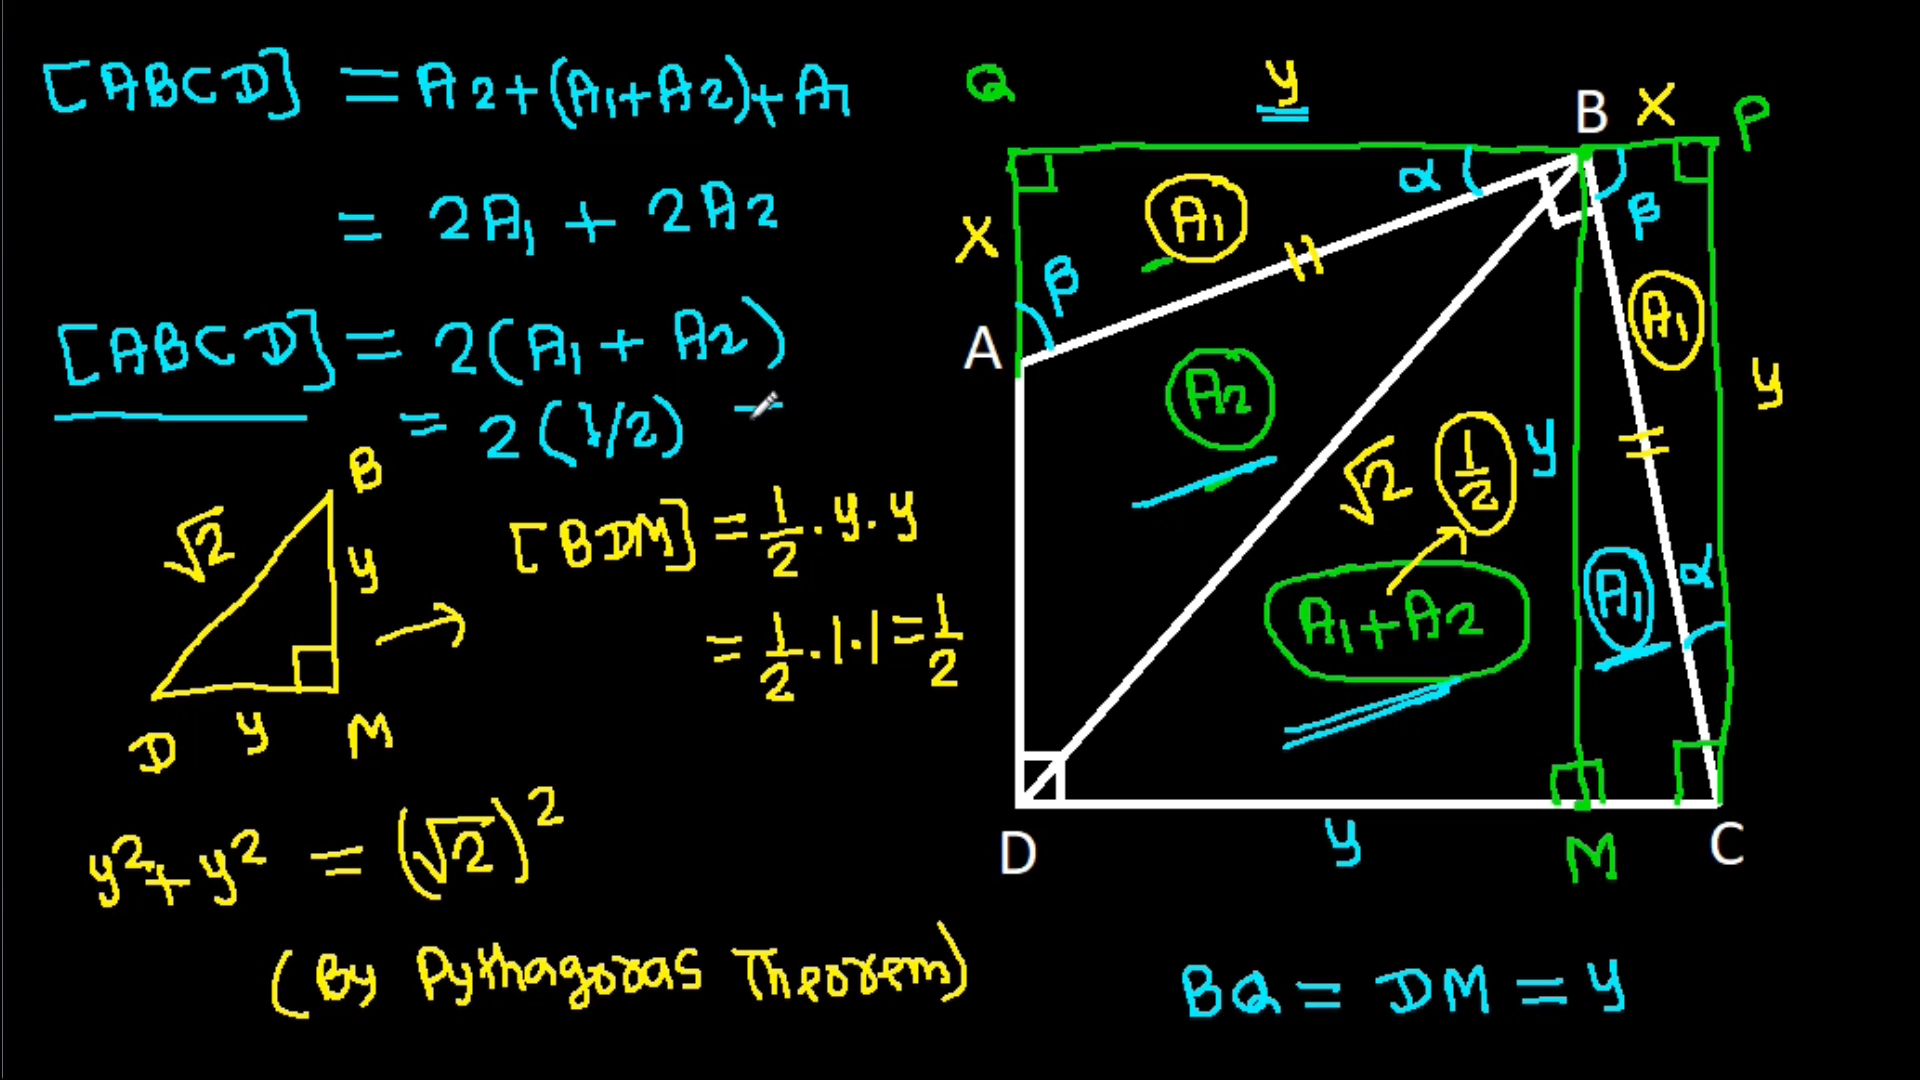 [ABCD] = A2+(A1+A2)+A1
= 2A1 + 2A2
[ABCD] = 2(A1 + A2)
= 2(1/2) =
B
√2
y
D y M
[BDM] = 1/2 . y . y
= 1/2 . 1 . 1 = 1/2
y²+y² = (√2)²
(By Pythagoras Theorem)
Q y B X P
α
A1
X
β
β
A1
A
A2
y
√2
1/2
y
A1+A2
A1
α
D y M C
BQ = DM = y